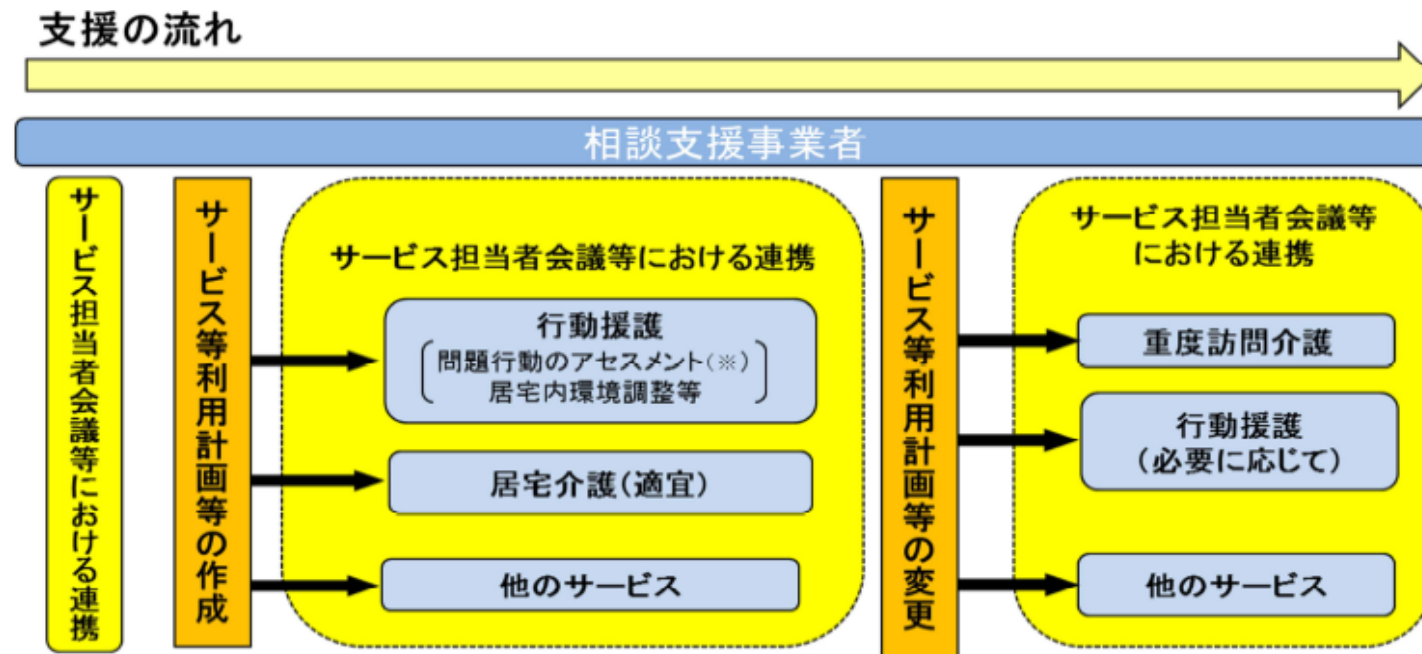 支援の流れ
相談支援事業者
サービス担当者会議等における連携
サービス等利用計画等の作成
サービス担当者会議等における連携
行動援護
問題行動のアセスメント(※)
居宅内環境調整等
居宅介護(適宜)
他のサービス
サービス等利用計画等の変更
サービス担当者会議等
における連携
重度訪問介護
行動援護
(必要に応じて)
他のサービス